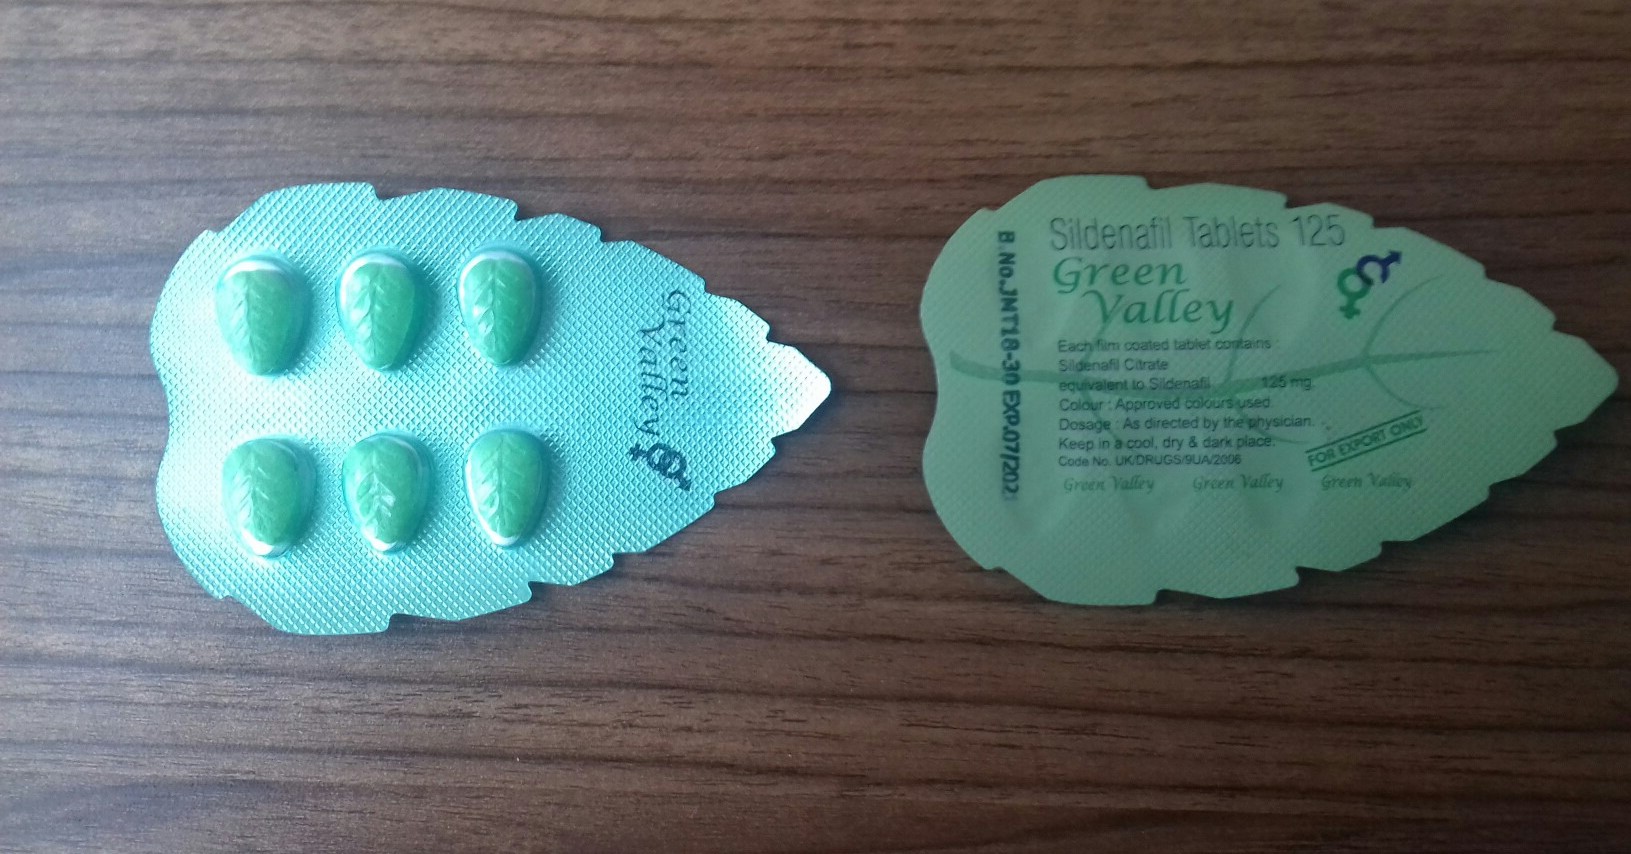 Green
Valley
B.No.JNT18-30 EXP.07/202
Sildenafil Tablets 125
Green
Valley
Each film coated tablet contains
Sildenafil Citrate
equivalent to Sildenafil 125 mg.
Colour : Approved colours used.
Dosage : As directed by the physician.
Keep in a cool, dry & dark place.
Code No. UK/DRUGS/9UA/2006
FOR EXPORT ONLY
Green Valley Green Valley Green Valley